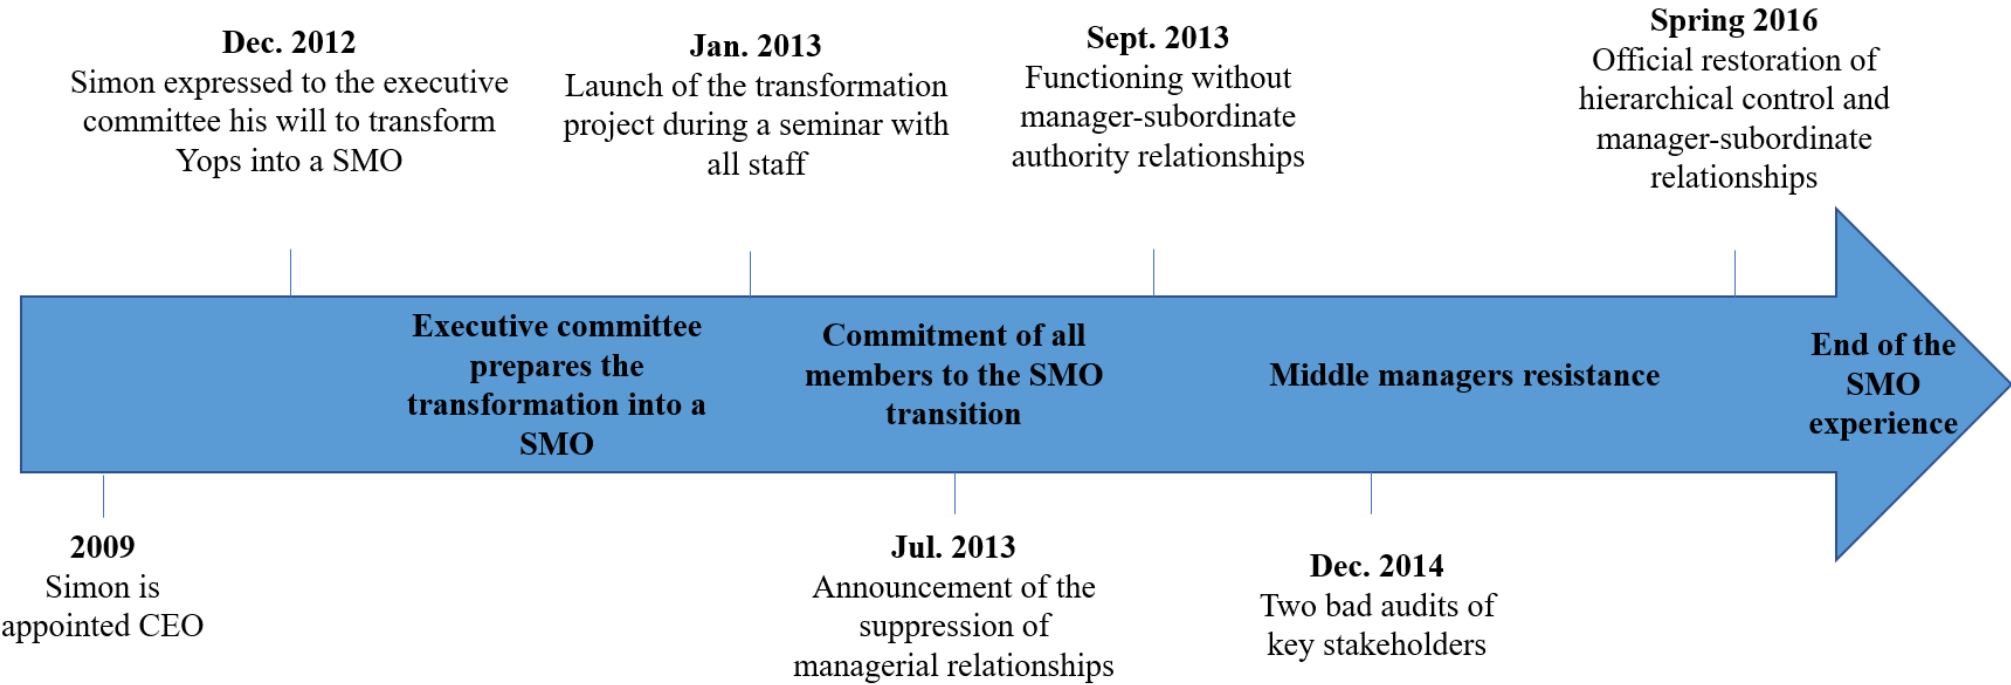 Dec. 2012
Simon expressed to the executive
committee his will to transform
Yops into a SMO
Jan. 2013
Launch of the transformation
project during a seminar with
all staff
Sept. 2013
Functioning without
manager-subordinate
authority relationships
Spring 2016
Official restoration of
hierarchical control and
manager-subordinate
relationships
Executive committee
prepares the
transformation into a
SMO
Commitment of all
members to the SMO
transition
Middle managers resistance
End of the
SMO
experience
2009
Simon is
appointed CEO
Jul. 2013
Announcement of the
suppression of
managerial relationships
Dec. 2014
Two bad audits of
key stakeholders